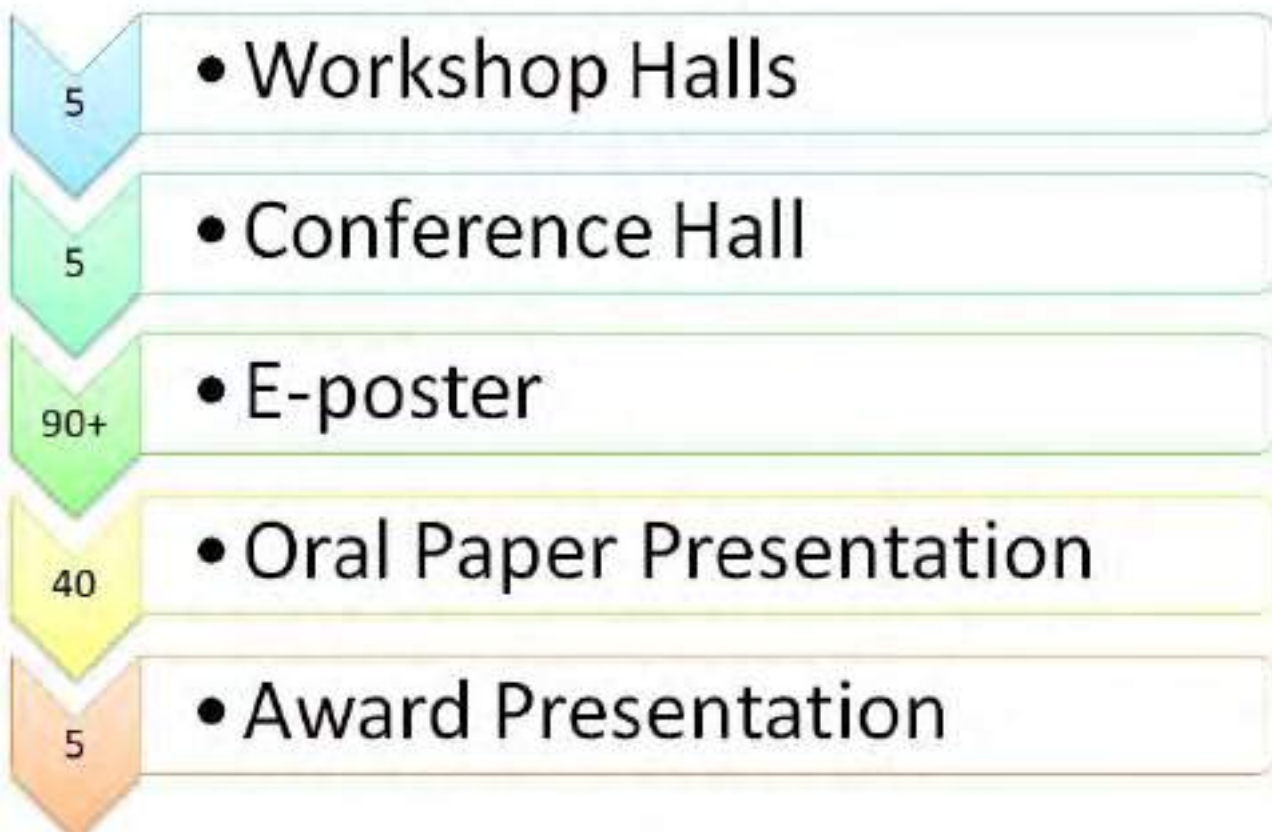 5
• Workshop Halls
5
• Conference Hall
90+
• E-poster
40
• Oral Paper Presentation
5
• Award Presentation